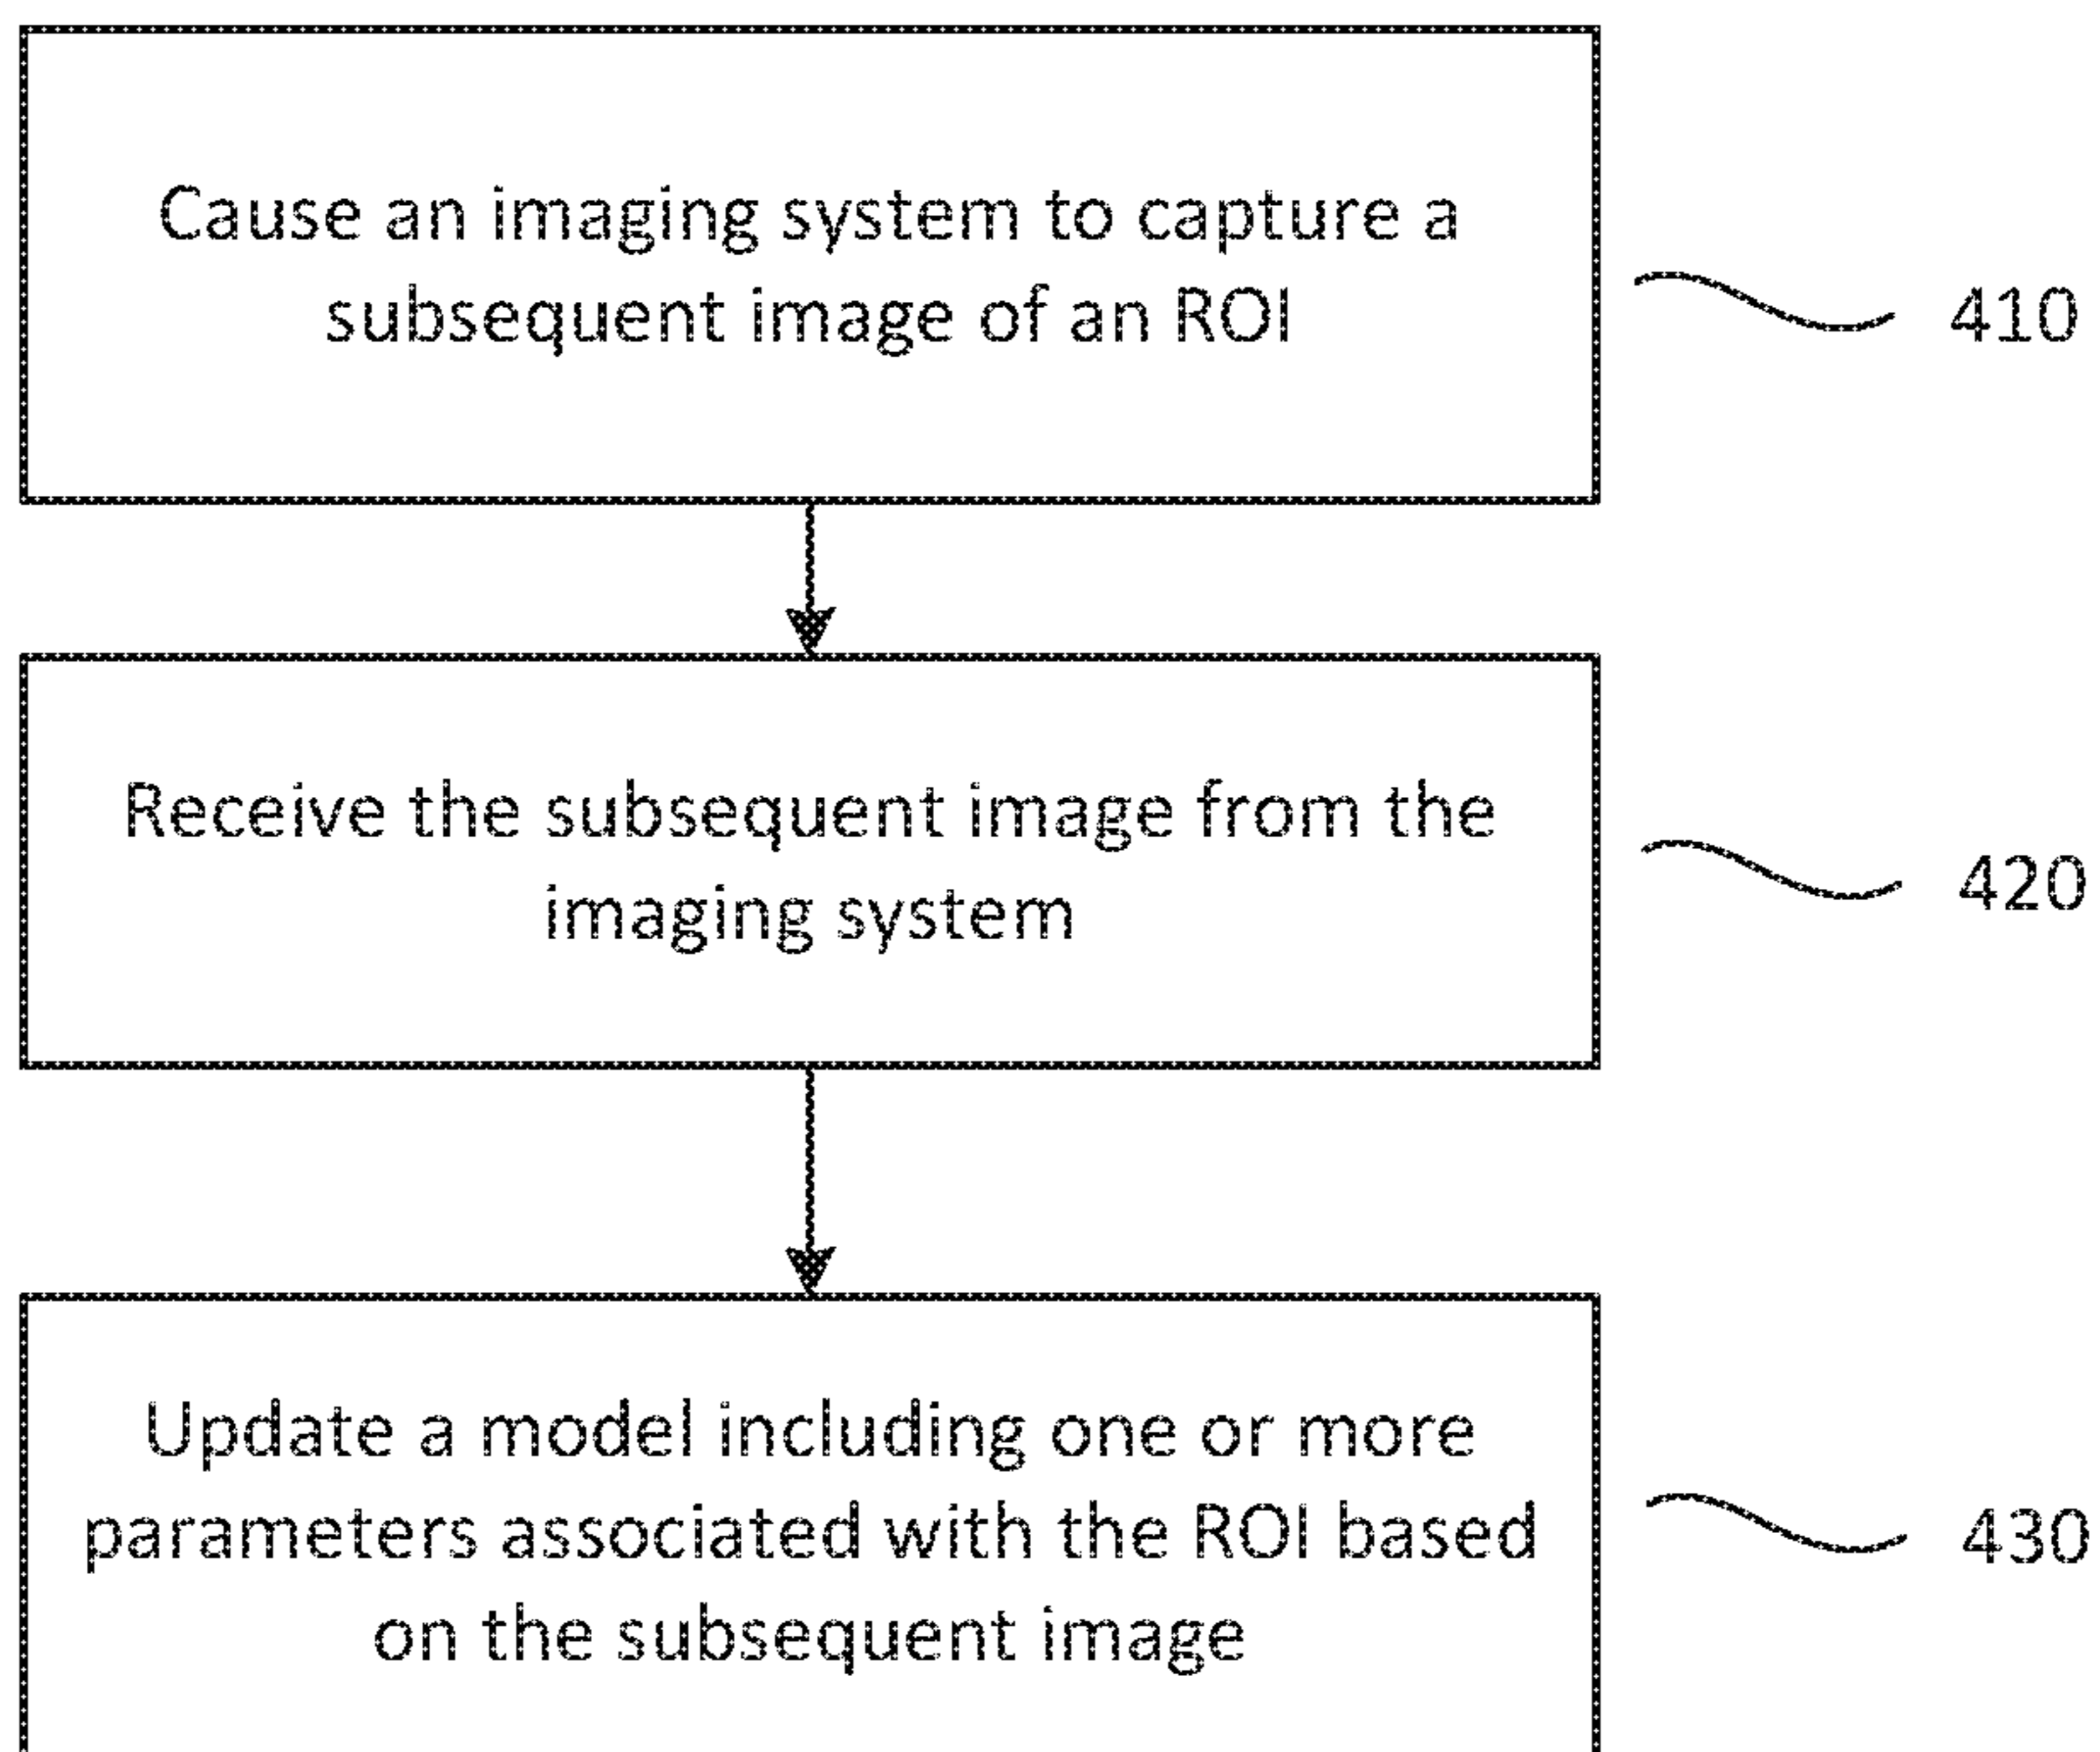 Cause an imaging system to capture a
subsequent image of an ROI
410
Receive the subsequent image from the
imaging system
420
Update a model including one or more
parameters associated with the ROI based
on the subsequent image
430